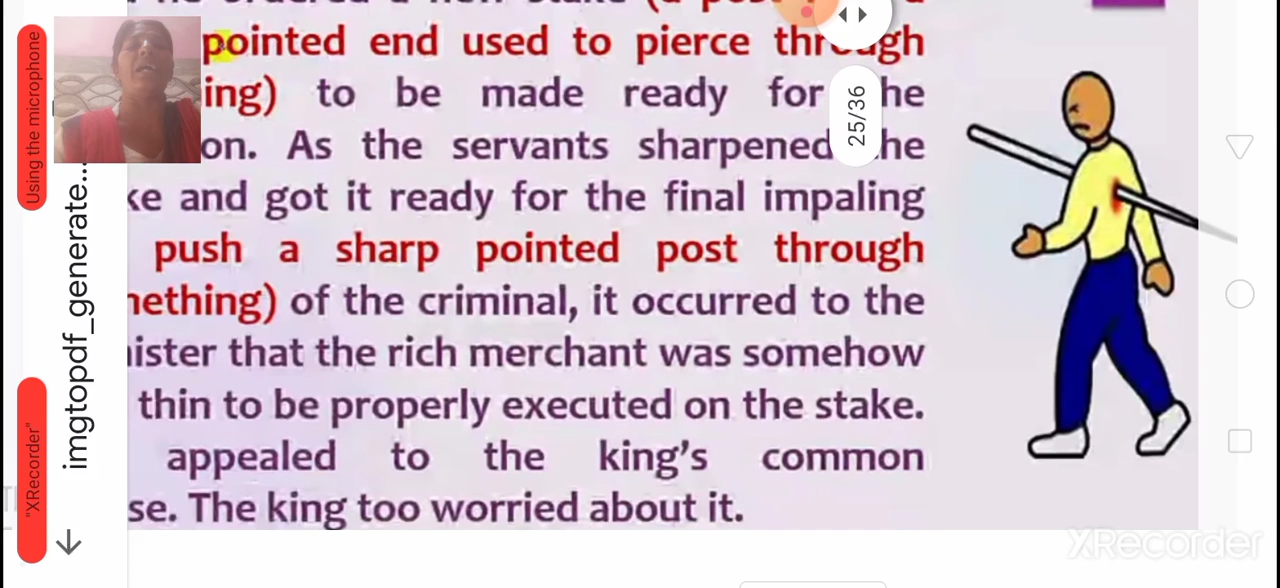 pointed end used to pierce through
ing) to be made ready for the
on. As the servants sharpened the
ke and got it ready for the final impaling
push a sharp pointed post through
nething) of the criminal, it occurred to the
nister that the rich merchant was somehow
thin to be properly executed on the stake.
appealed to the king's common
se. The king too worried about it.
25/36
Using the microphone
"XRecorder"
imgtopdf_generate...
XRecorder